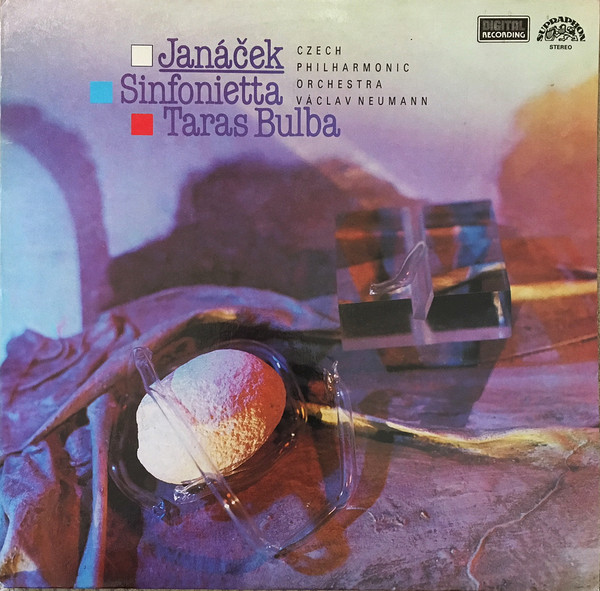 Janáček
Sinfonietta
Taras Bulba
CZECH
PHILHARMONIC
ORCHESTRA
VÁCLAV NEUMANN
DIGITAL
RECORDING
SUPRAPHON
STEREO